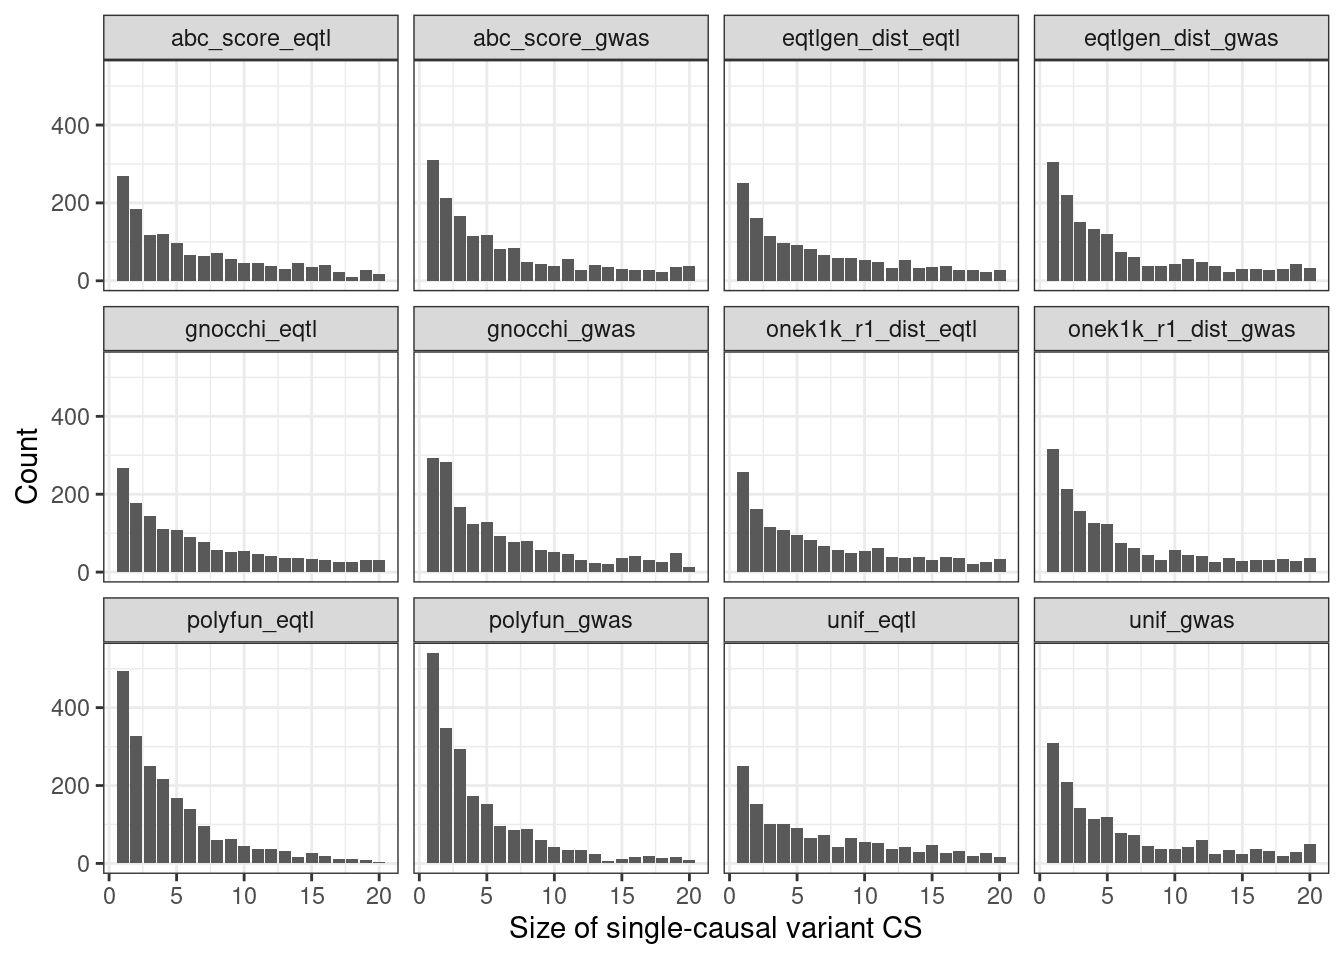 abc_score_eqtl abc_score_gwas eqtlgen_dist_eqtl eqtlgen_dist_gwas
400
200
0
gnocchi_eqtl gnocchi_gwas onek1k_r1_dist_eqtl onek1k_r1_dist_gwas
400
200
0
Count
polyfun_eqtl polyfun_gwas unif_eqtl unif_gwas
400
200
0
0 5 10 15 20 0 5 10 15 20 0 5 10 15 20 0 5 10 15 20
Size of single-causal variant CS